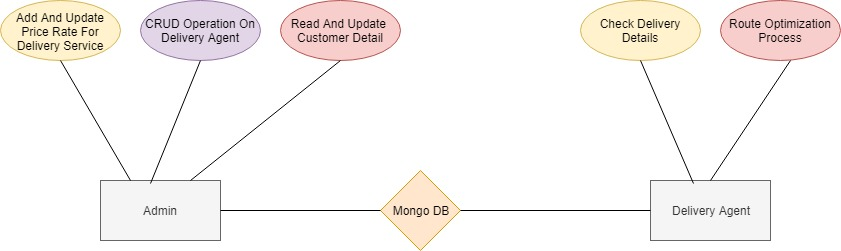 Add And Update
Price Rate For
Delivery Service
CRUD Operation On
Delivery Agent
Read And Update
Customer Detail
Check Delivery
Details
Route Optimization
Process
Admin
Mongo DB
Delivery Agent